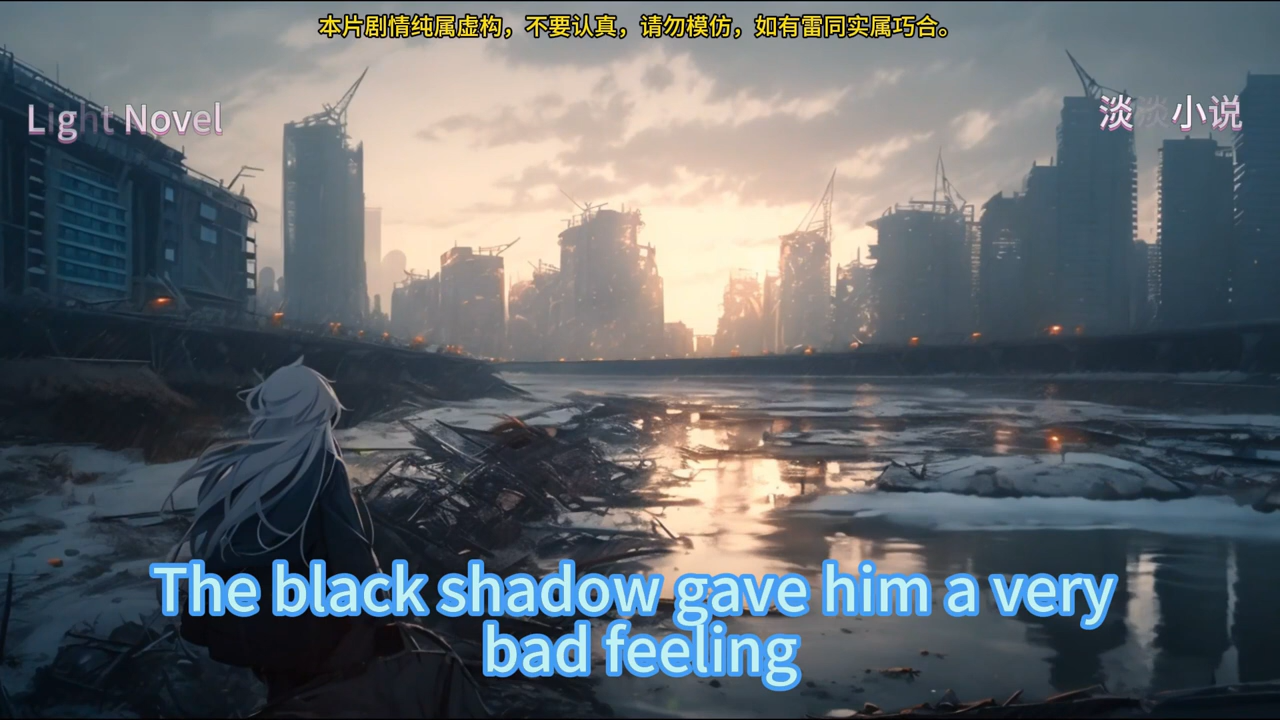 本片剧情纯属虚构，不要认真，请勿模仿，如有雷同实属巧合。
Light Novel
淡淡小说
The black shadow gave him a very
bad feeling